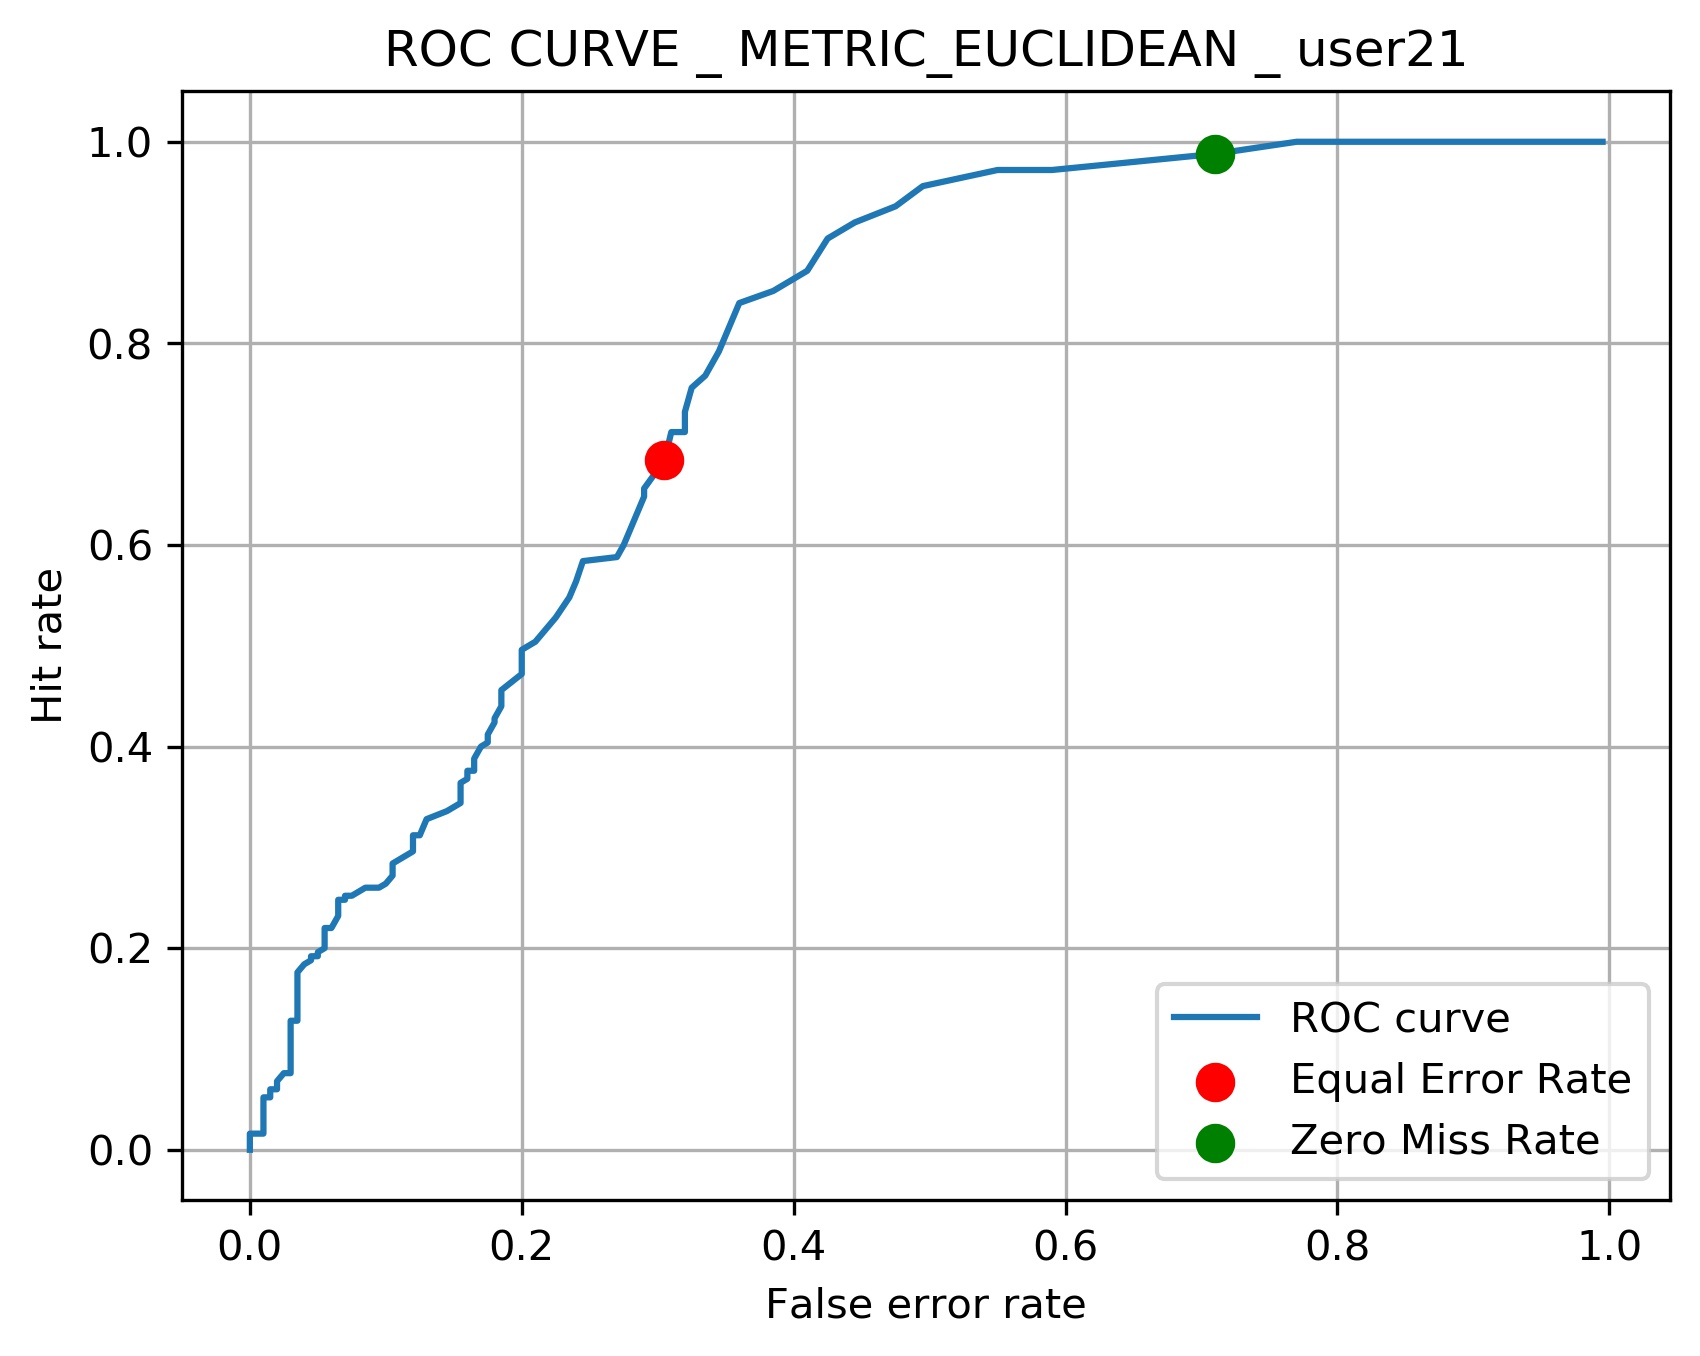 ROC CURVE _ METRIC_EUCLIDEAN _ user21
1.0
0.8
0.6
0.4
0.2
0.0
Hit rate
ROC curve
Equal Error Rate
Zero Miss Rate
0.0 0.2 0.4 0.6 0.8 1.0
False error rate